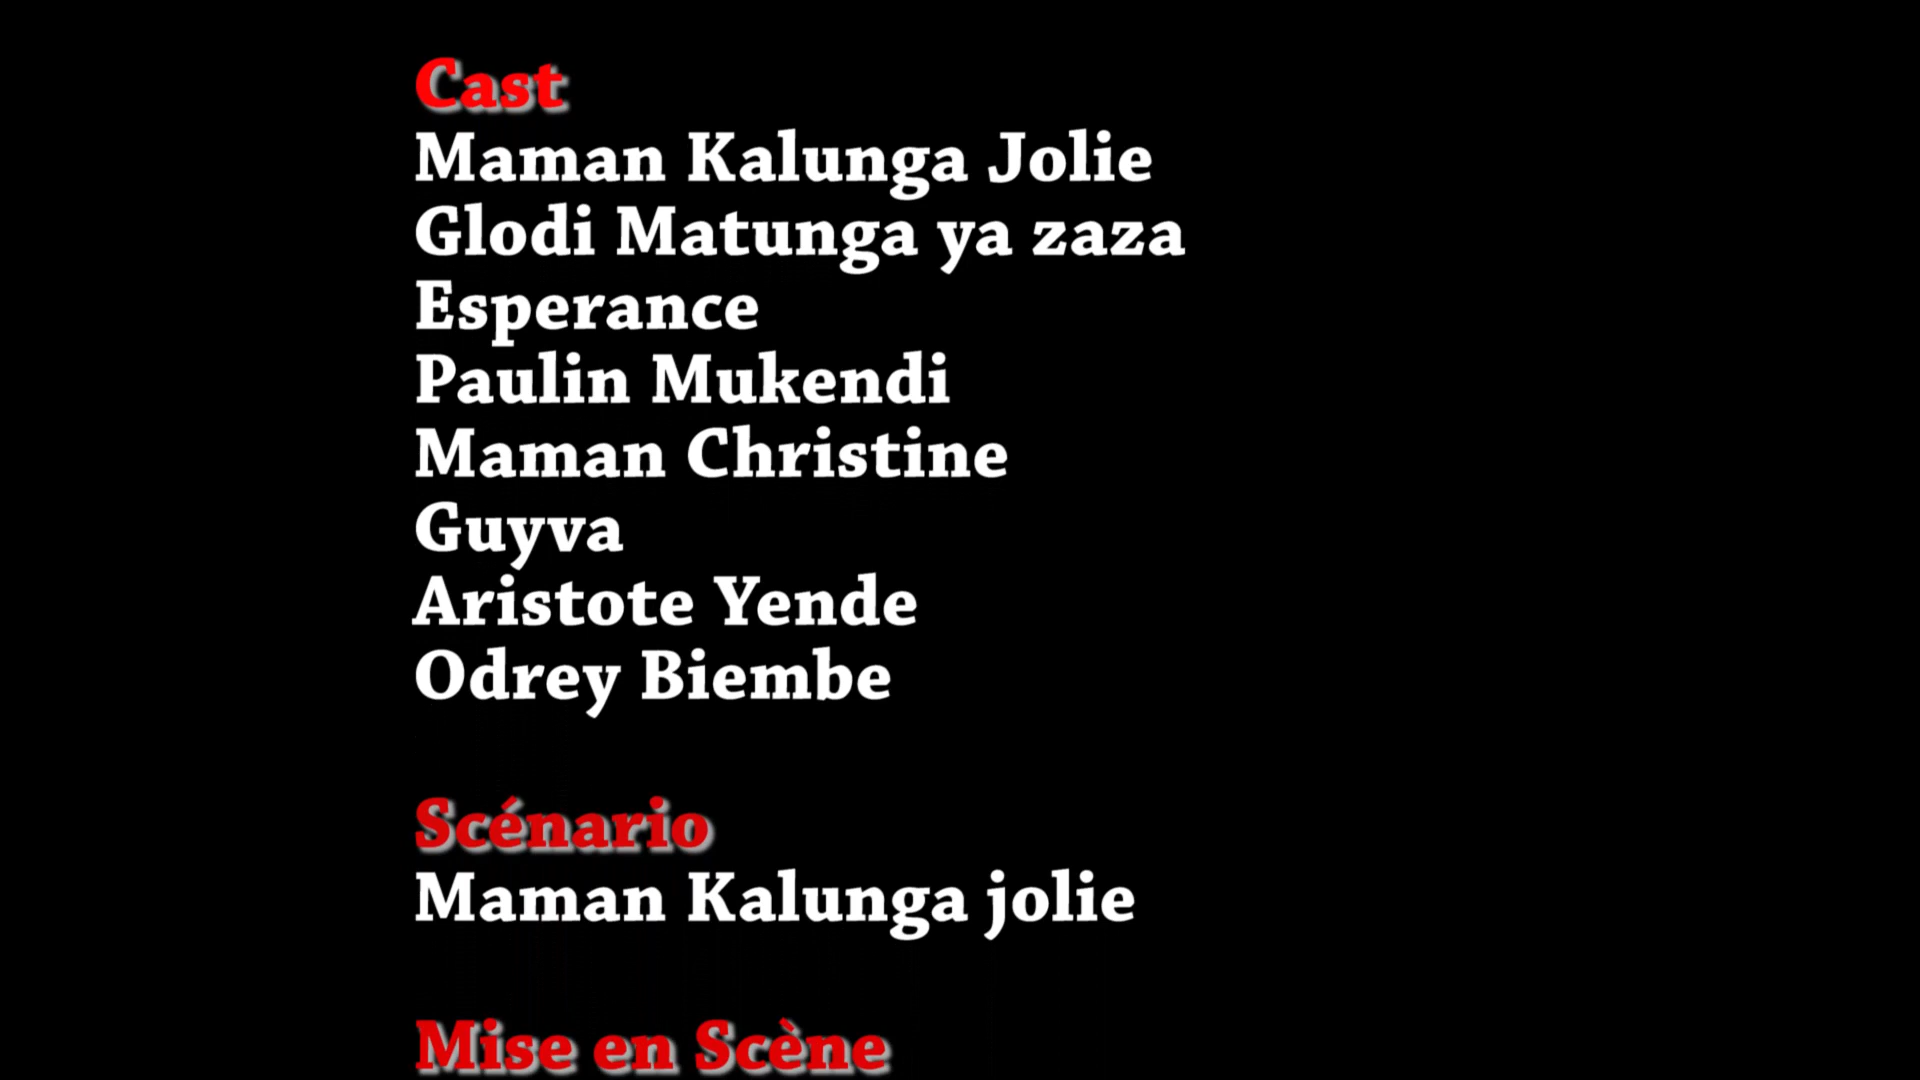 Cast
Maman Kalunga Jolie
Glodi Matunga ya zaza
Esperance
Paulin Mukendi
Maman Christine
Guyva
Aristote Yende
Odrey Biembe
Scénario
Maman Kalunga jolie
Mise en Scène